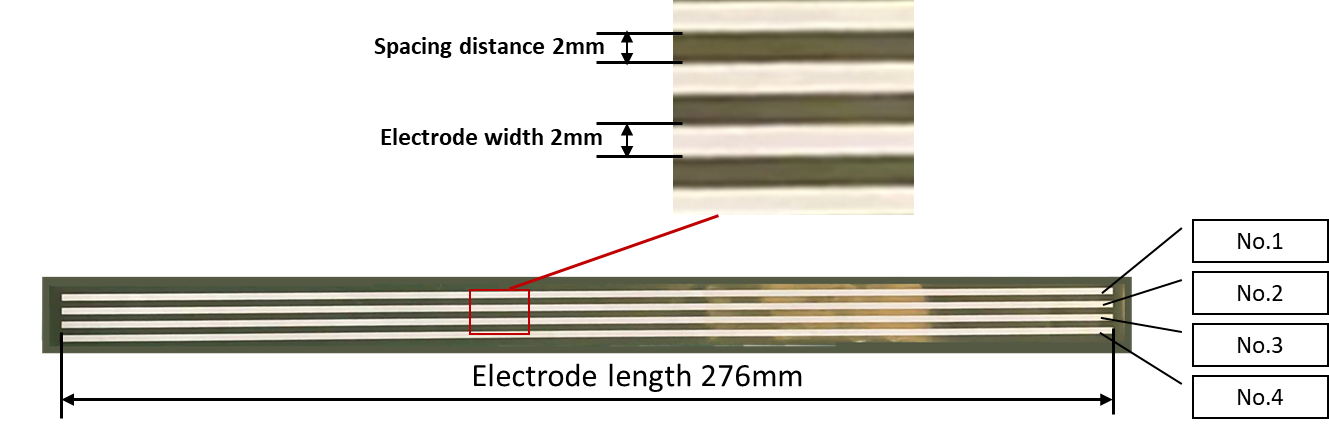 Spacing distance 2mm
Electrode width 2mm
No.1
No.2
No.3
Electrode length 276mm
No.4